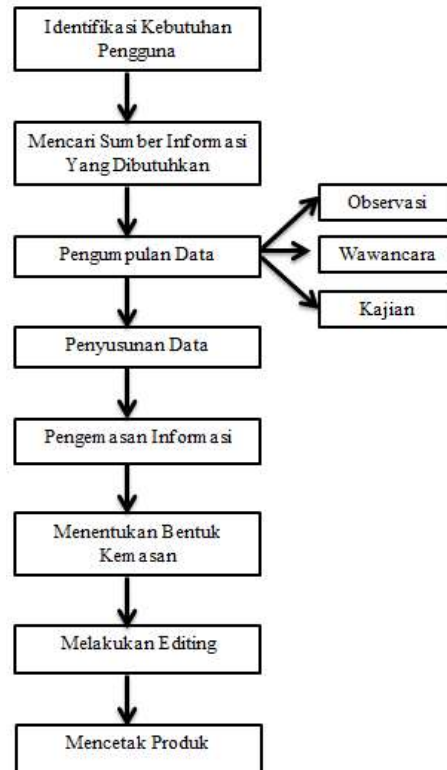 Identifikasi Kebutuhan
Pengguna
Mencari Sumber Informasi
Yang Dibutuhkan
Pengumpulan Data
Observasi
Wawancara
Kajian
Penyusunan Data
Pengemasan Informasi
Menentukan Bentuk
Kemasan
Melakukan Editing
Mencetak Produk